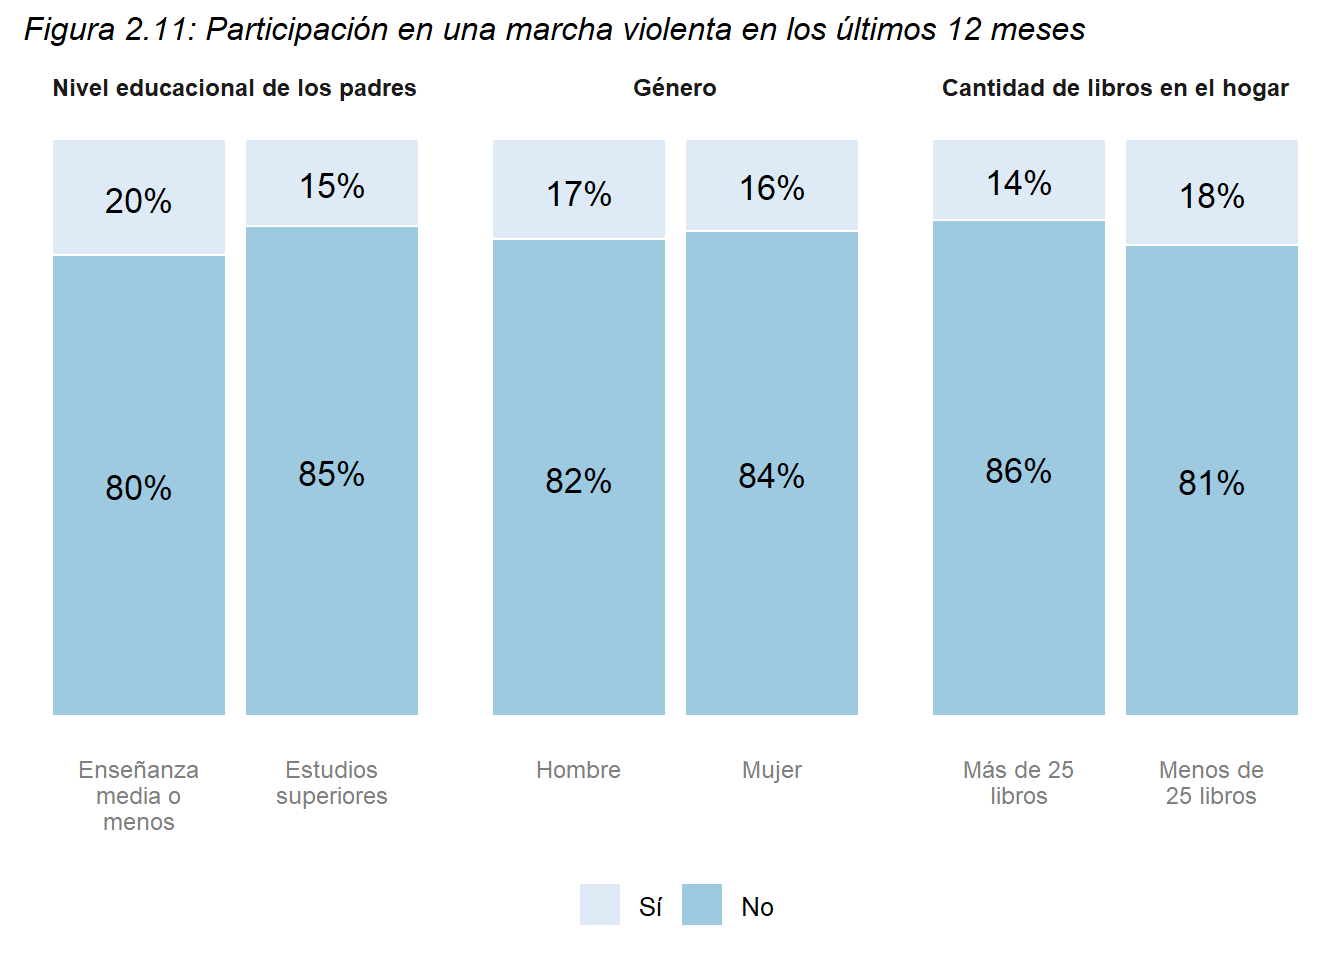 Figura 2.11: Participación en una marcha violenta en los últimos 12 meses
Nivel educacional de los padres
Género
Cantidad de libros en el hogar
20%
15%
17%
16%
14%
18%
80%
85%
82%
84%
86%
81%
Enseñanza
media o
menos
Estudios
superiores
Hombre
Mujer
Más de 25
libros
Menos de
25 libros
Sí
No